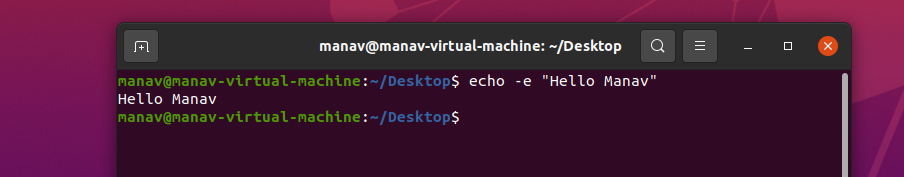 manav@manav-virtual-machine: ~/Desktop
manav@manav-virtual-machine:~/Desktop$ echo -e "Hello Manav"
Hello Manav
manav@manav-virtual-machine:~/Desktop$